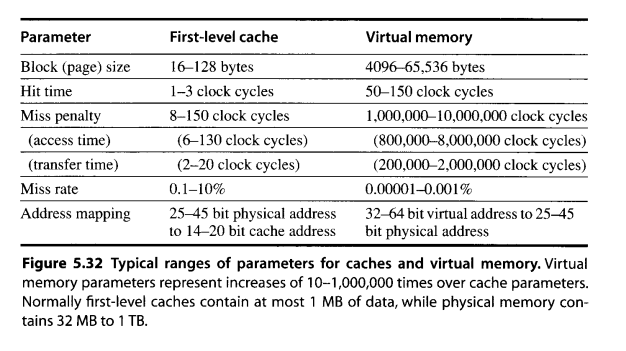 Parameter First-level cache Virtual memory
Block (page) size 16–128 bytes 4096–65,536 bytes
Hit time 1–3 clock cycles 50–150 clock cycles
Miss penalty 8–150 clock cycles 1,000,000–10,000,000 clock cycles
(access time) (6–130 clock cycles) (800,000–8,000,000 clock cycles)
(transfer time) (2–20 clock cycles) (200,000–2,000,000 clock cycles)
Miss rate 0.1–10% 0.00001–0.001%
Address mapping 25–45 bit physical address 32–64 bit virtual address to 25–45
to 14–20 bit cache address bit physical address
Figure 5.32 Typical ranges of parameters for caches and virtual memory. Virtual
memory parameters represent increases of 10–1,000,000 times over cache parameters.
Normally first-level caches contain at most 1 MB of data, while physical memory con-
tains 32 MB to 1 TB.